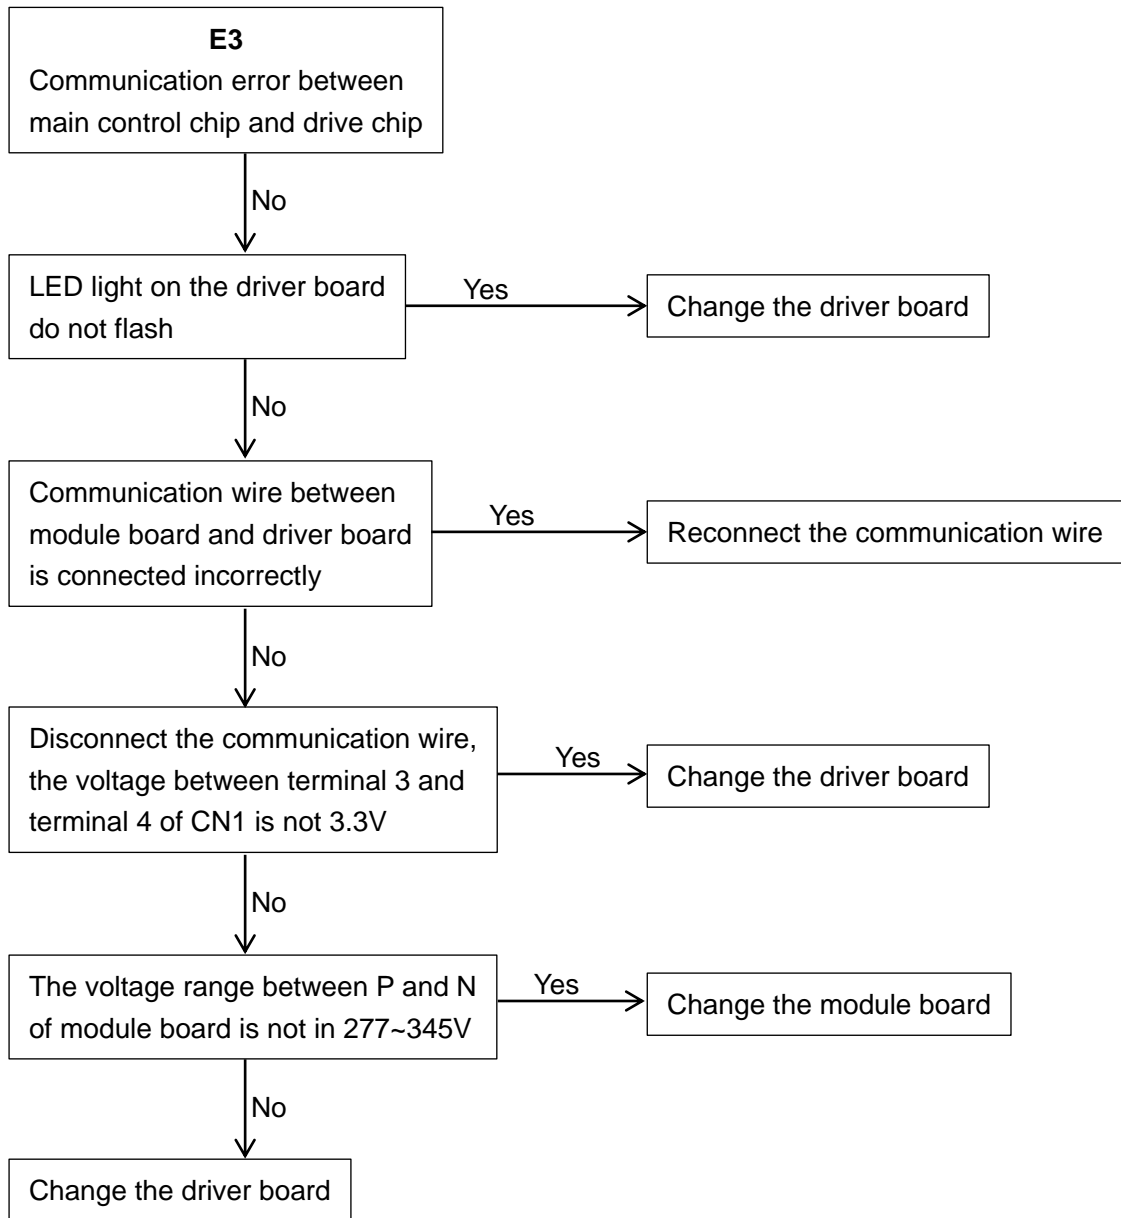 E3
Communication error between
main control chip and drive chip
No
LED light on the driver board
do not flash
Yes
Change the driver board
No
Communication wire between
module board and driver board
is connected incorrectly
Yes
Reconnect the communication wire
No
Disconnect the communication wire,
the voltage between terminal 3 and
terminal 4 of CN1 is not 3.3V
Yes
Change the driver board
No
The voltage range between P and N
of module board is not in 277~345V
Yes
Change the module board
No
Change the driver board